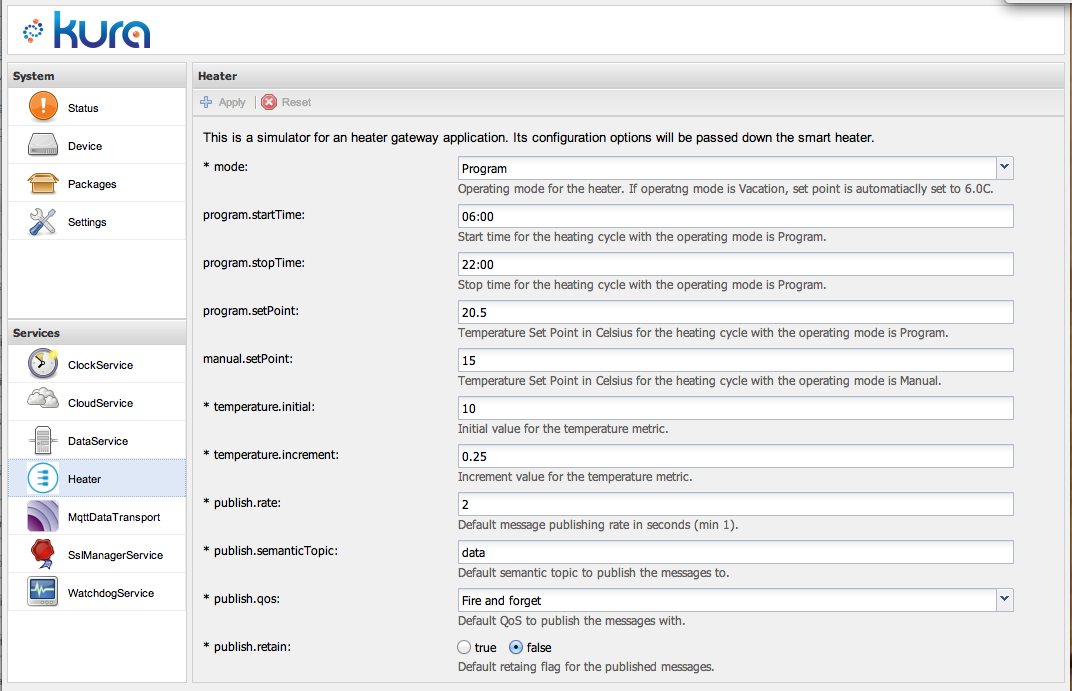 kura
System
Status
Device
Packages
Settings
Services
ClockService
CloudService
DataService
Heater
MqttDataTransport
SslManagerService
WatchdogService
Heater
Apply Reset
This is a simulator for an heater gateway application. Its configuration options will be passed down the smart heater.
* mode: Program
Operating mode for the heater. If operatng mode is Vacation, set point is automatiaclly set to 6.0C.
program.startTime: 06:00
Start time for the heating cycle with the operating mode is Program.
program.stopTime: 22:00
Stop time for the heating cycle with the operating mode is Program.
program.setPoint: 20.5
Temperature Set Point in Celsius for the heating cycle with the operating mode is Program.
manual.setPoint: 15
Temperature Set Point in Celsius for the heating cycle with the operating mode is Manual.
* temperature.initial: 10
Initial value for the temperature metric.
* temperature.increment: 0.25
Increment value for the temperature metric.
* publish.rate: 2
Default message publishing rate in seconds (min 1).
* publish.semanticTopic: data
Default semantic topic to publish the messages to.
* publish.qos: Fire and forget
Default QoS to publish the messages with.
* publish.retain: true false
Default retaing flag for the published messages.